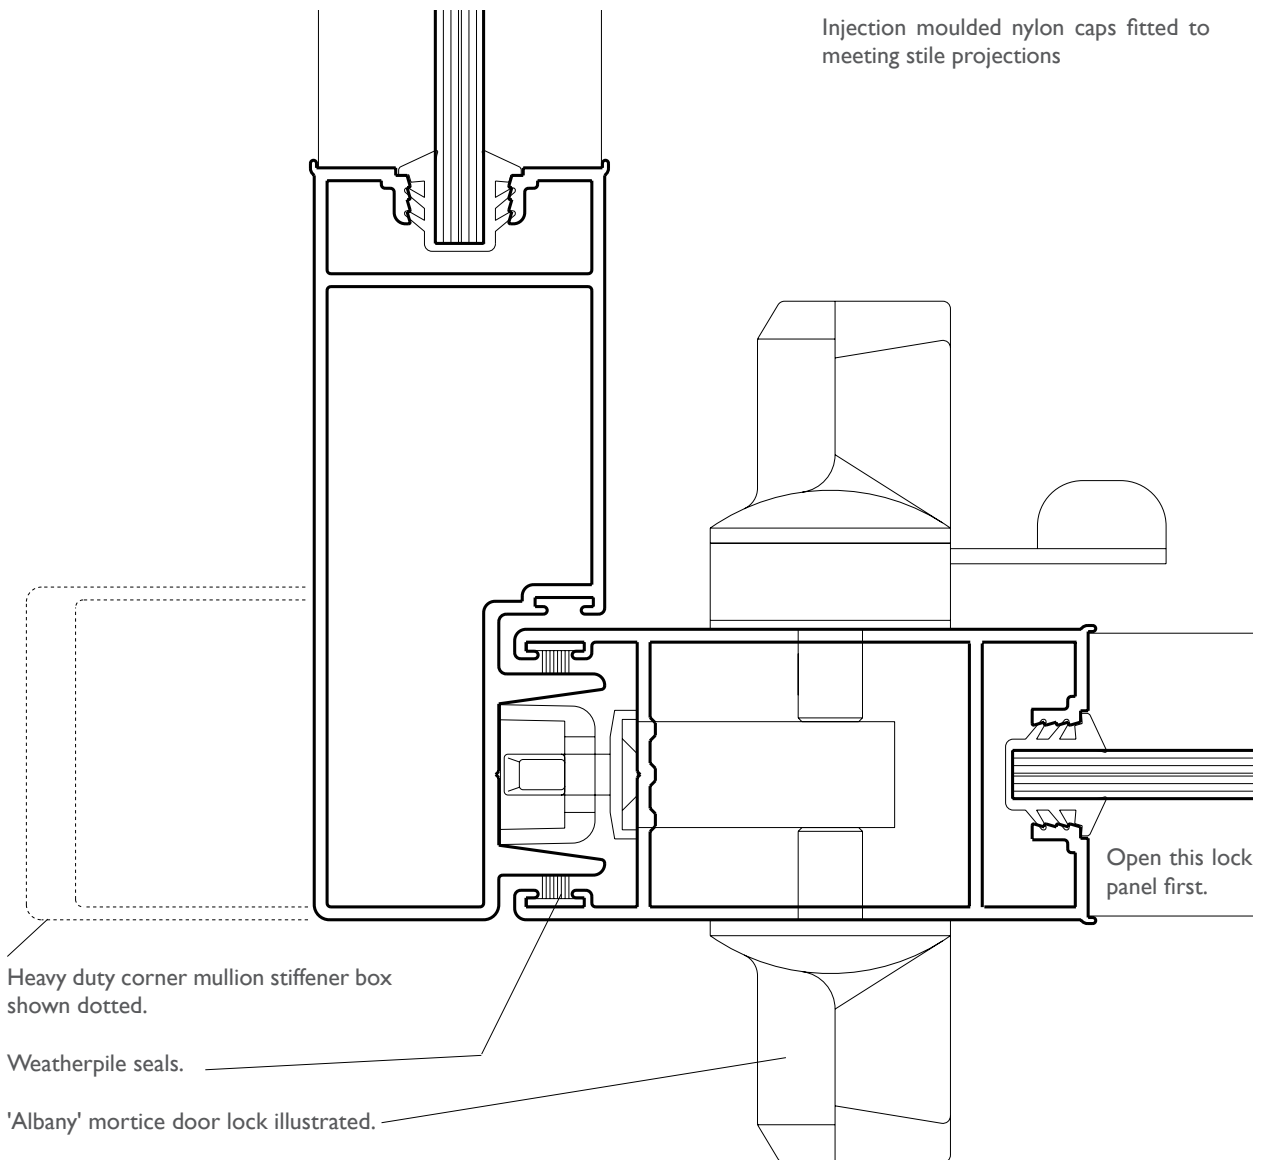 Injection moulded nylon caps fitted to
meeting stile projections
Open this lock
panel first.
Heavy duty corner mullion stiffener box
shown dotted.
Weatherpile seals.
'Albany' mortice door lock illustrated.